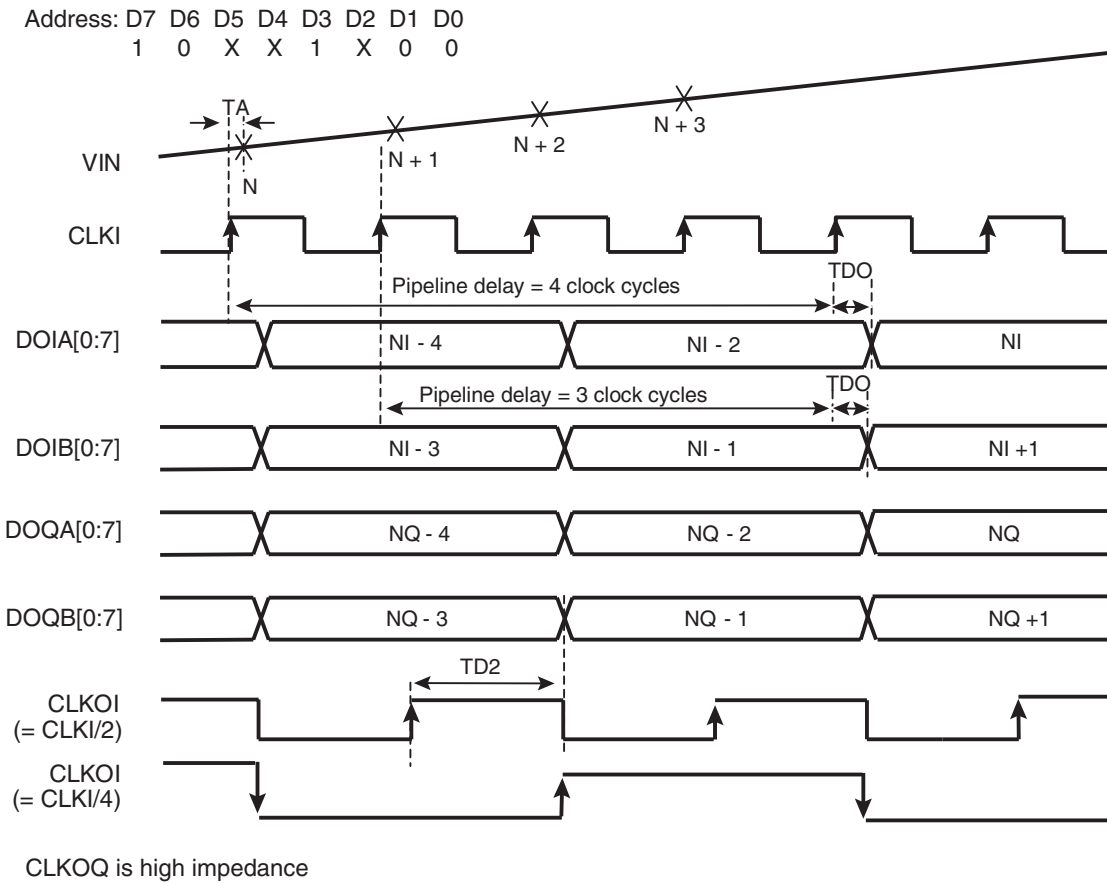 Address: D7 D6 D5 D4 D3 D2 D1 D0
1 0 X X 1 X 0 0
TA
N + 3
N + 2
N + 1
VIN
N
CLKI
Pipeline delay = 4 clock cycles
TDO
DOIA[0:7]
NI - 4 NI - 2 NI
Pipeline delay = 3 clock cycles
TDO
DOIB[0:7]
NI - 3 NI - 1 NI +1
DOQA[0:7]
NQ - 4 NQ - 2 NQ
DOQB[0:7]
NQ - 3 NQ - 1 NQ +1
TD2
CLKOI
(= CLKI/2)
CLKOI
(= CLKI/4)
CLKOQ is high impedance